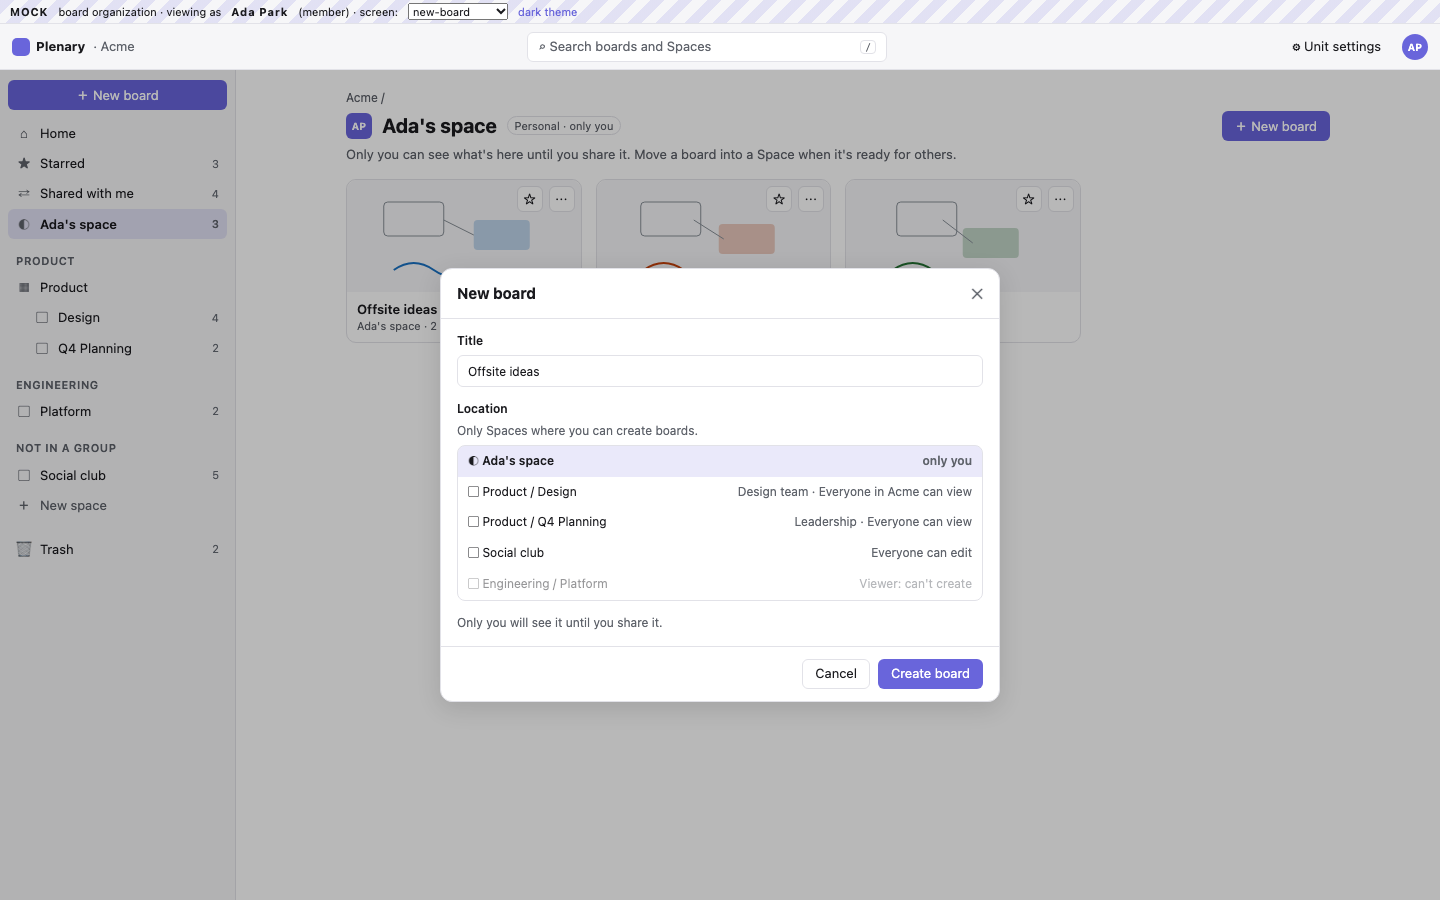 MOCK board organization · viewing as Ada Park (member) · screen: new-board dark theme
Plenary · Acme
Search boards and Spaces /
Unit settings
AP
+ New board
Home
Starred 3
Shared with me 4
Ada's space 3
PRODUCT
Product
Design 4
Q4 Planning 2
ENGINEERING
Platform 2
NOT IN A GROUP
Social club 5
+ New space
Trash 2
Acme /
AP Ada's space Personal · only you
+ New board
Only you can see what's here until you share it. Move a board into a Space when it's ready for others.
Offsite ideas
Ada's space · 2
New board
Title
Offsite ideas
Location
Only Spaces where you can create boards.
Ada's space only you
Product / Design Design team · Everyone in Acme can view
Product / Q4 Planning Leadership · Everyone can view
Social club Everyone can edit
Engineering / Platform Viewer: can't create
Only you will see it until you share it.
Cancel Create board